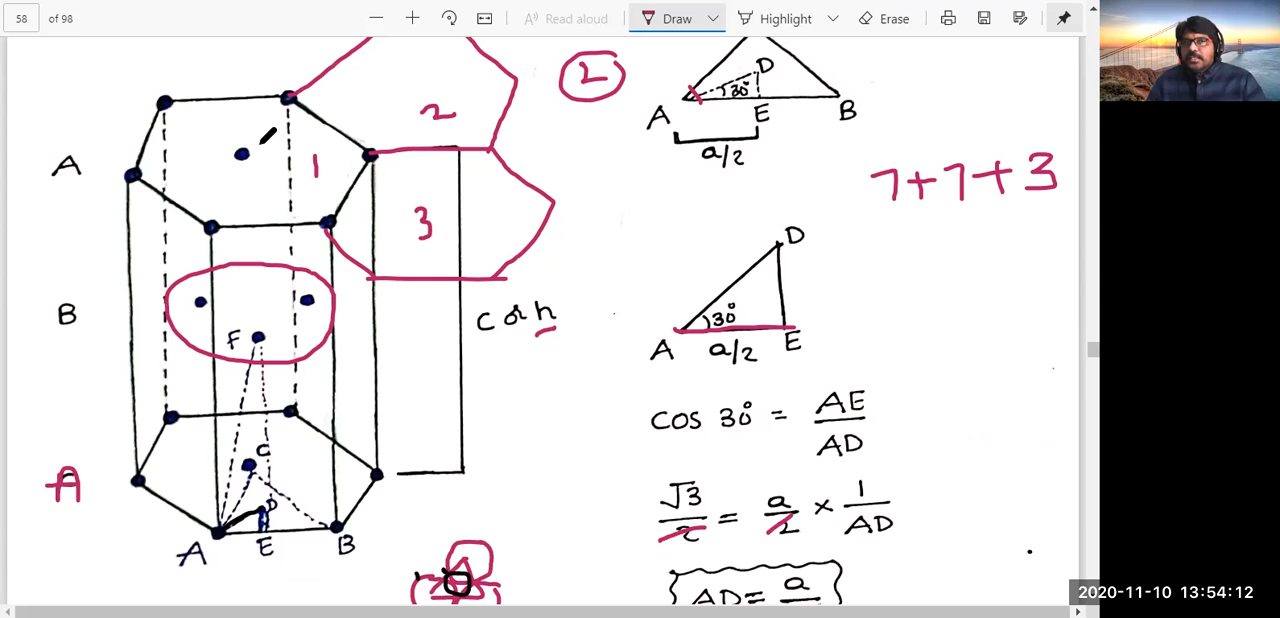 58 of 98
Read aloud Draw Highlight Erase
2
2
1
3
A
B
F
C or h
A
C
D
A E B
D
30°
A E B
a/2
7+7+3
D
30°
A a/2 E
cos 30° = AE/AD
√3/2 = a/2 × 1/AD
AD = a
2020-11-10 13:54:12